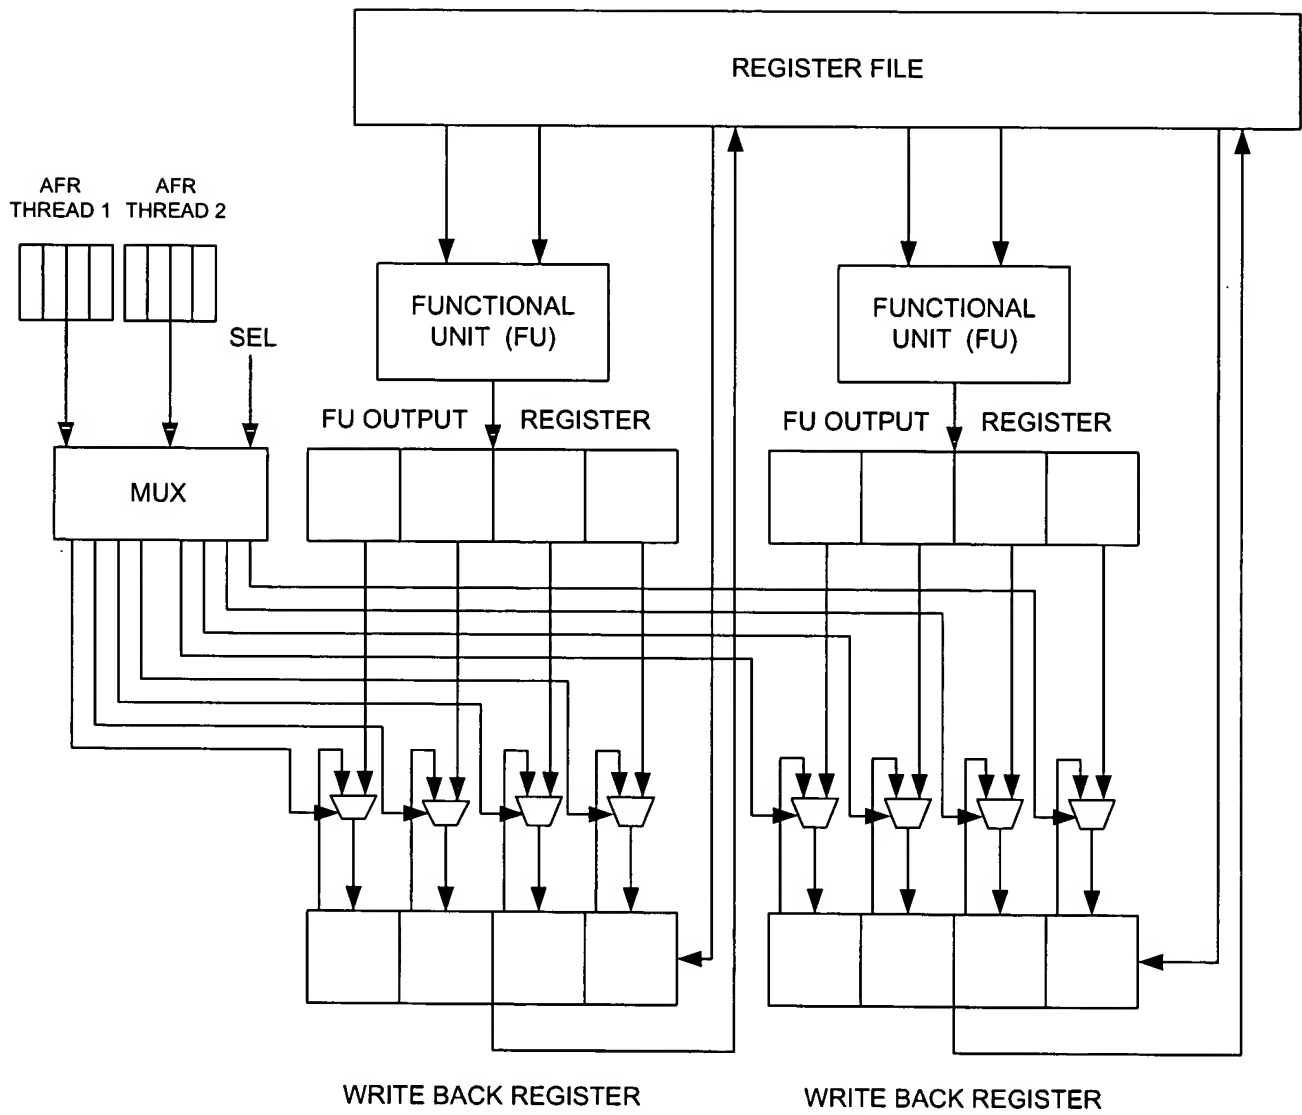 REGISTER FILE
AFR
THREAD 1
AFR
THREAD 2
SEL
FUNCTIONAL
UNIT (FU)
FUNCTIONAL
UNIT (FU)
FU OUTPUT REGISTER
FU OUTPUT REGISTER
MUX
WRITE BACK REGISTER
WRITE BACK REGISTER